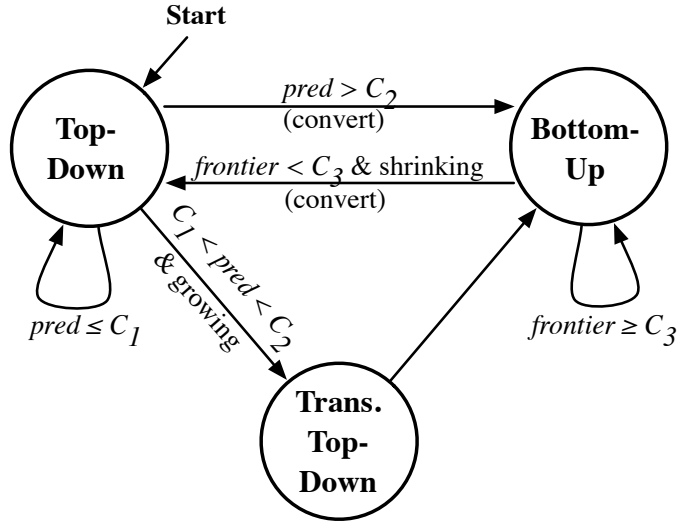 Start
pred > C2
(convert)
Top-
Down
Bottom-
Up
frontier < C3 & shrinking
(convert)
C1 < pred < C2
& growing
pred ≤ C1
frontier ≥ C3
Trans.
Top-
Down